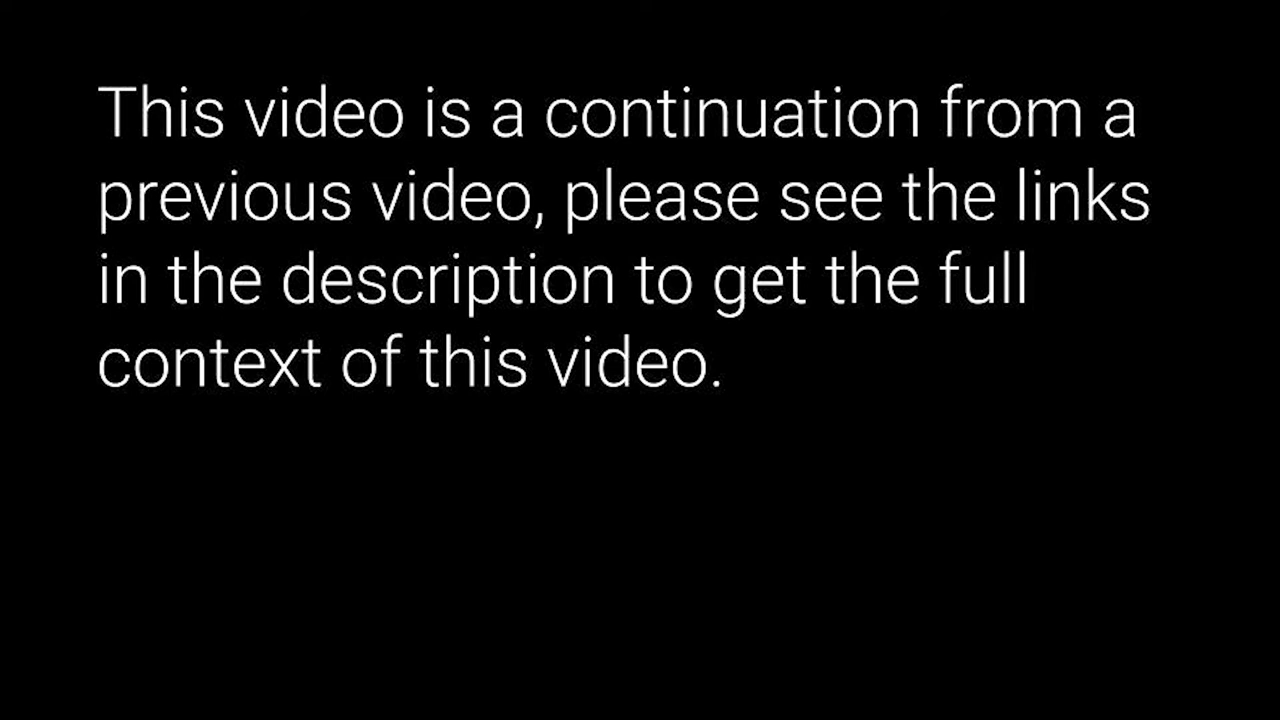 This video is a continuation from a
previous video, please see the links
in the description to get the full
context of this video.